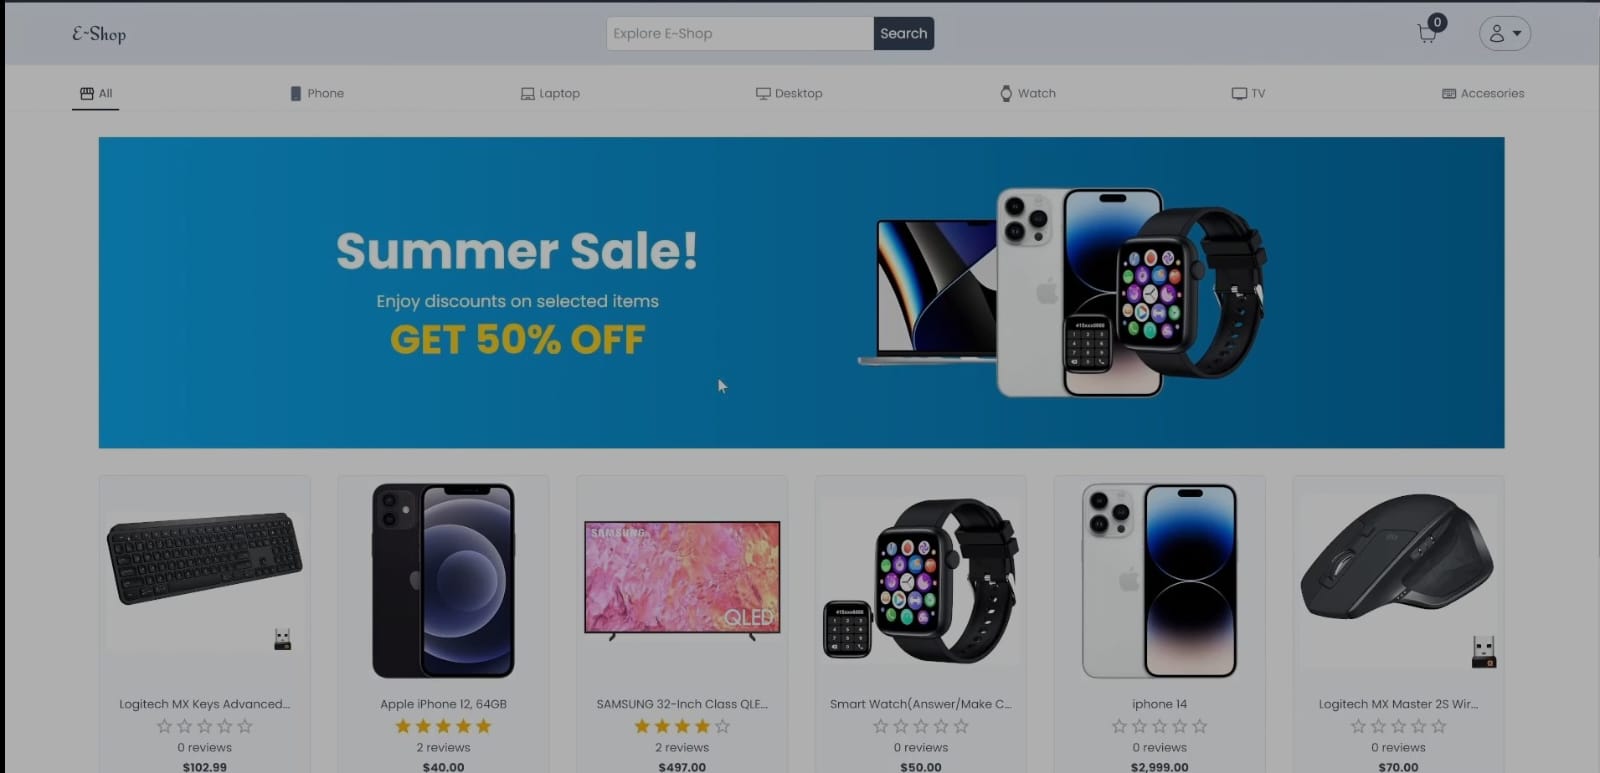 E~Shop
Explore E-Shop
Search
0
All
Phone
Laptop
Desktop
Watch
TV
Accesories
Summer Sale!
Enjoy discounts on selected items
GET 50% OFF
SAMSUNG
QLED
Logitech MX Keys Advanced...
0 reviews
$102.99
Apple iPhone 12, 64GB
2 reviews
$40.00
SAMSUNG 32-Inch Class QLE...
2 reviews
$497.00
Smart Watch(Answer/Make C...
0 reviews
$50.00
iphone 14
0 reviews
$2,999.00
Logitech MX Master 2S Wir...
0 reviews
$70.00